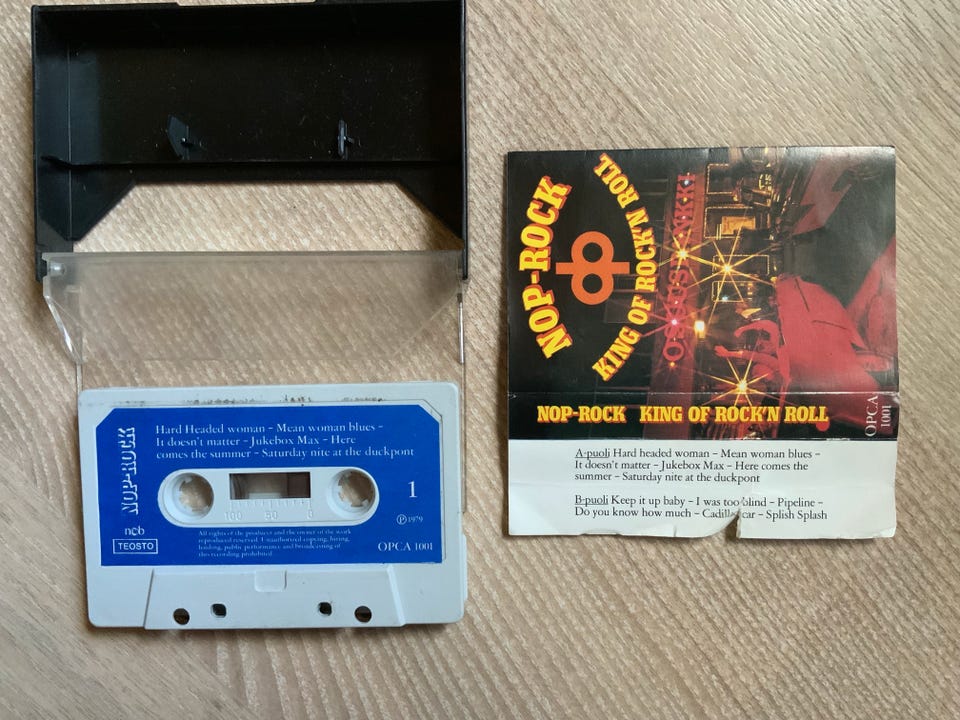 NOP-ROCK
Hard Headed woman – Mean woman blues –
It doesn't matter – Jukebox Max – Here
comes the summer – Saturday nite at the duckpont
1
100 50 0
ncb
TEOSTO
℗ 1979
All rights of the producer and the owner of the work
reproduced reserved. Unauthorized copying, hiring,
lending, public performance and broadcasting of
this recording prohibited.
OPCA 1001
NOP-ROCK
KING OF ROCK'N ROLL
OSUUSPANKKI
NOP-ROCK KING OF ROCK'N ROLL
OPCA
1001
A-puoli Hard headed woman – Mean woman blues –
It doesn't matter – Jukebox Max – Here comes the
summer – Saturday nite at the duckpont
B-puoli Keep it up baby – I was too blind – Pipeline –
Do you know how much – Cadillac car – Splish Splash